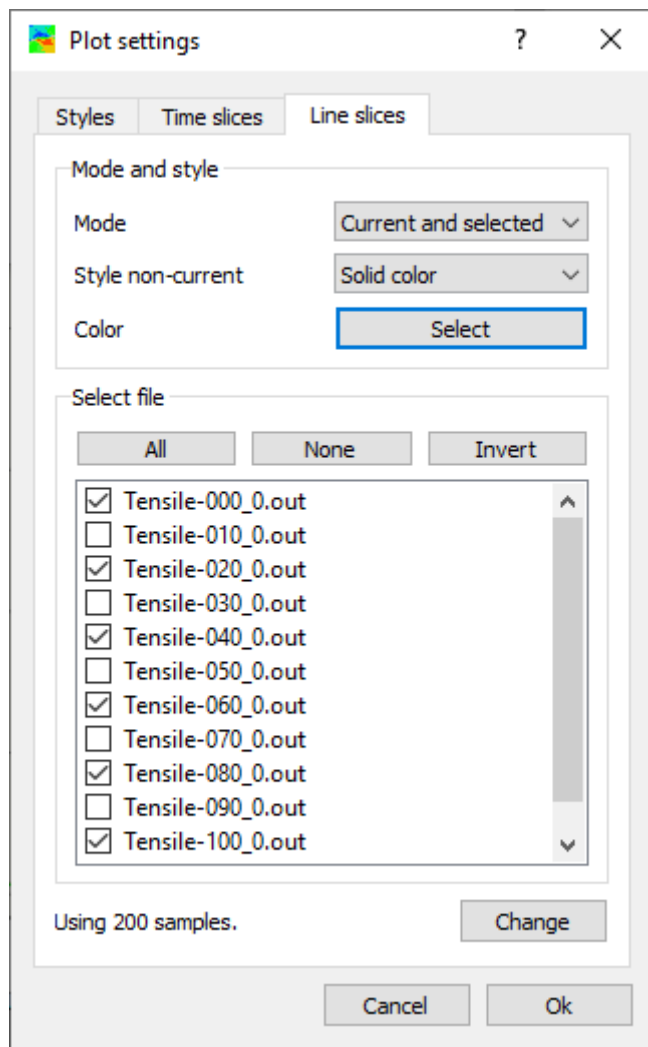 Plot settings ?
Styles Time slices Line slices
Mode and style
Mode Current and selected
Style non-current Solid color
Color Select
Select file
All None Invert
Tensile-000_0.out
Tensile-010_0.out
Tensile-020_0.out
Tensile-030_0.out
Tensile-040_0.out
Tensile-050_0.out
Tensile-060_0.out
Tensile-070_0.out
Tensile-080_0.out
Tensile-090_0.out
Tensile-100_0.out
Using 200 samples. Change
Cancel Ok